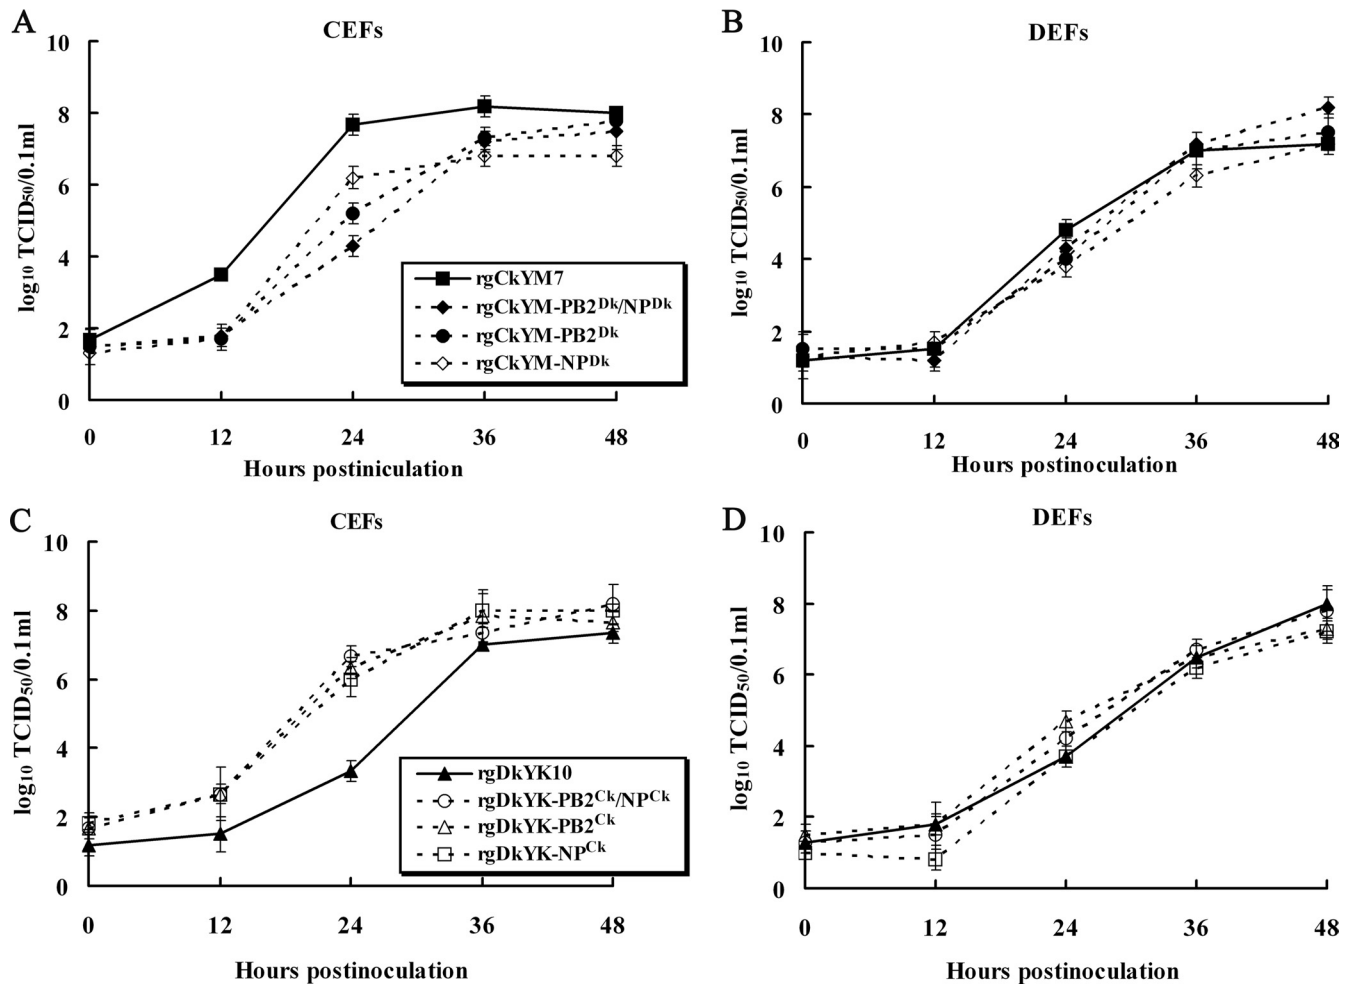 A
CEFs
log10 TCID50/0.1ml
10
8
6
4
2
0
0 12 24 36 48
Hours postiniculation
rgCkYM7
rgCkYM-PB2Dk/NPDk
rgCkYM-PB2Dk
rgCkYM-NPDk
B
DEFs
log10 TCID50/0.1ml
10
8
6
4
2
0
0 12 24 36 48
Hours postinoculation
C
CEFs
log10 TCID50/0.1ml
10
8
6
4
2
0
0 12 24 36 48
Hours postinoculation
rgDkYK10
rgDkYK-PB2Ck/NPCk
rgDkYK-PB2Ck
rgDkYK-NPCk
D
DEFs
log10 TCID50/0.1ml
10
8
6
4
2
0
0 12 24 36 48
Hours postinoculation